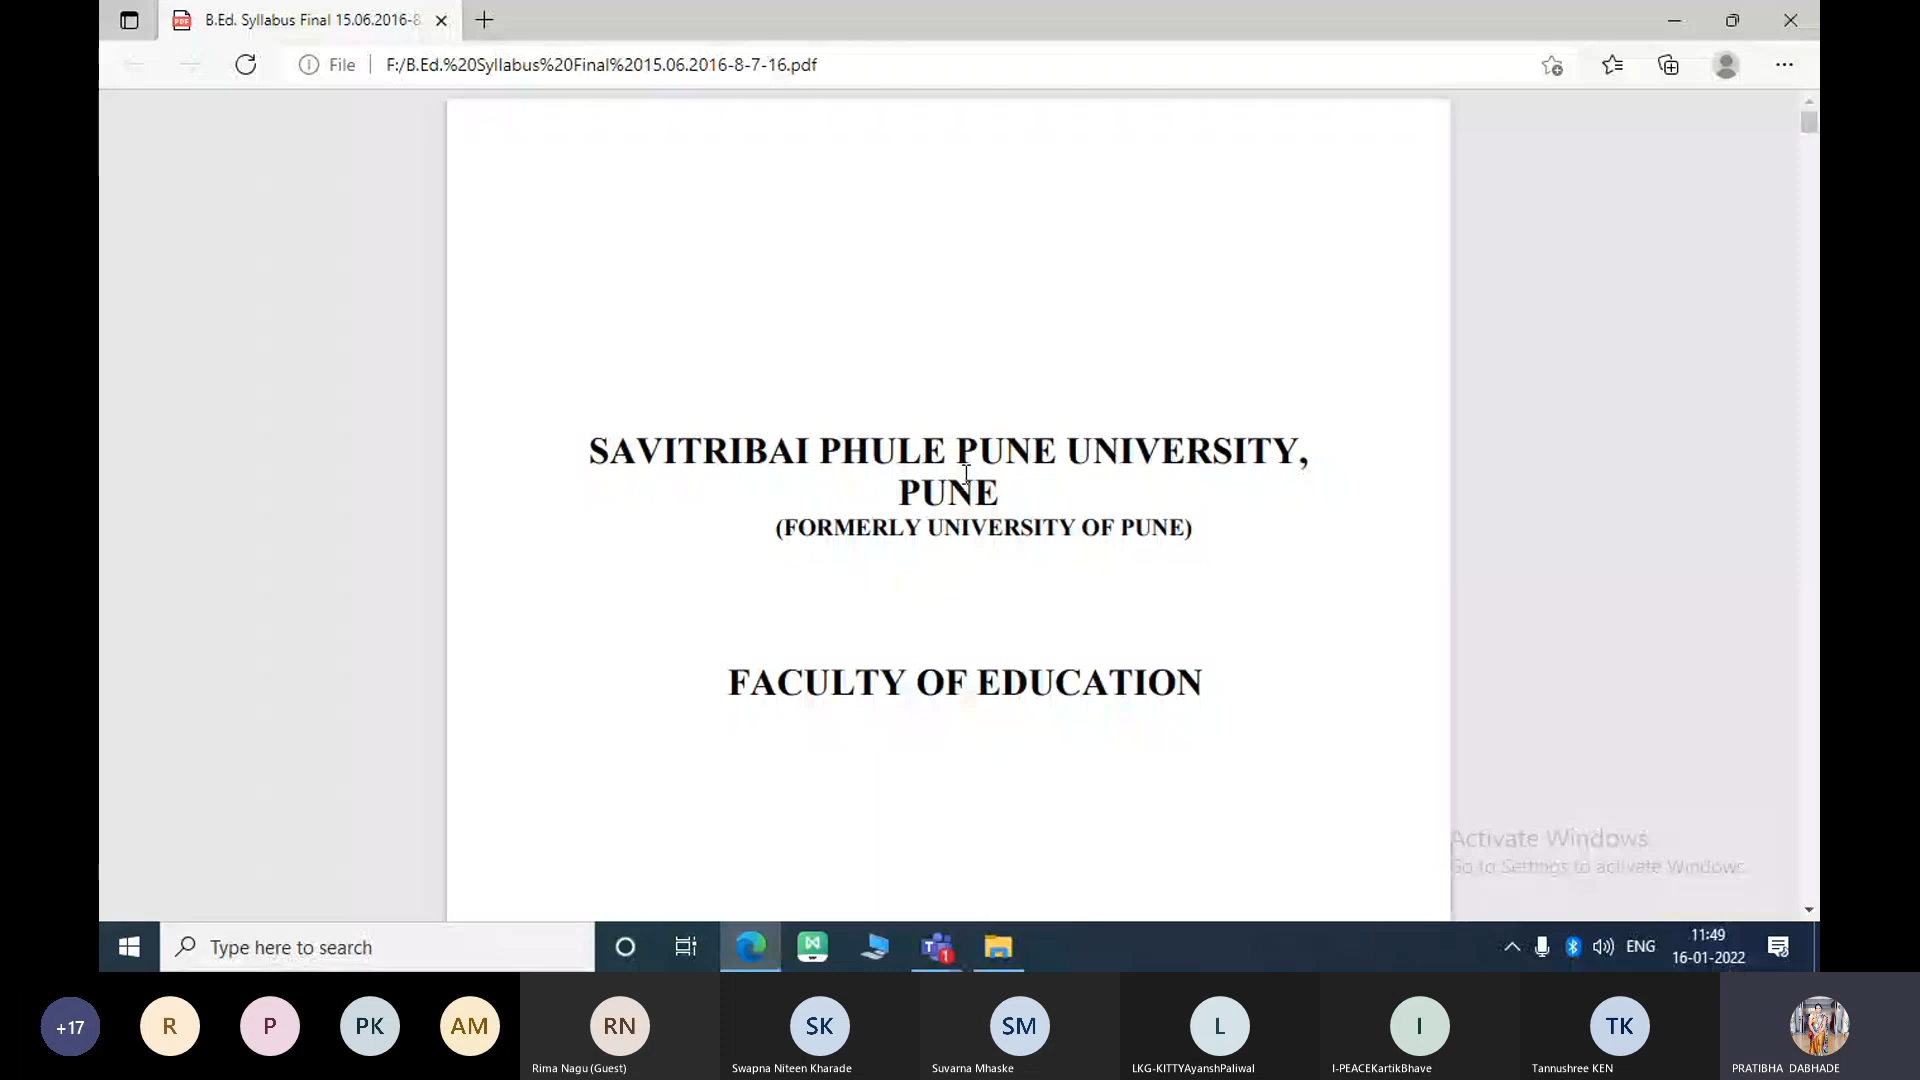 B.Ed. Syllabus Final 15.06.2016-8
File
F:/B.Ed.%20Syllabus%20Final%2015.06.2016-8-7-16.pdf
SAVITRIBAI PHULE PUNE UNIVERSITY,
PUNE
(FORMERLY UNIVERSITY OF PUNE)
FACULTY OF EDUCATION
Activate Windows
Go to Settings to activate Windows.
Type here to search
1
ENG
11:49
16-01-2022
+17
R
P
PK
AM
RN
SK
SM
L
I
TK
Rima Nagu (Guest)
Swapna Niteen Kharade
Suvarna Mhaske
LKG-KITTYAyanshPaliwal
I-PEACEKartikBhave
Tannushree KEN
PRATIBHA DABHADE